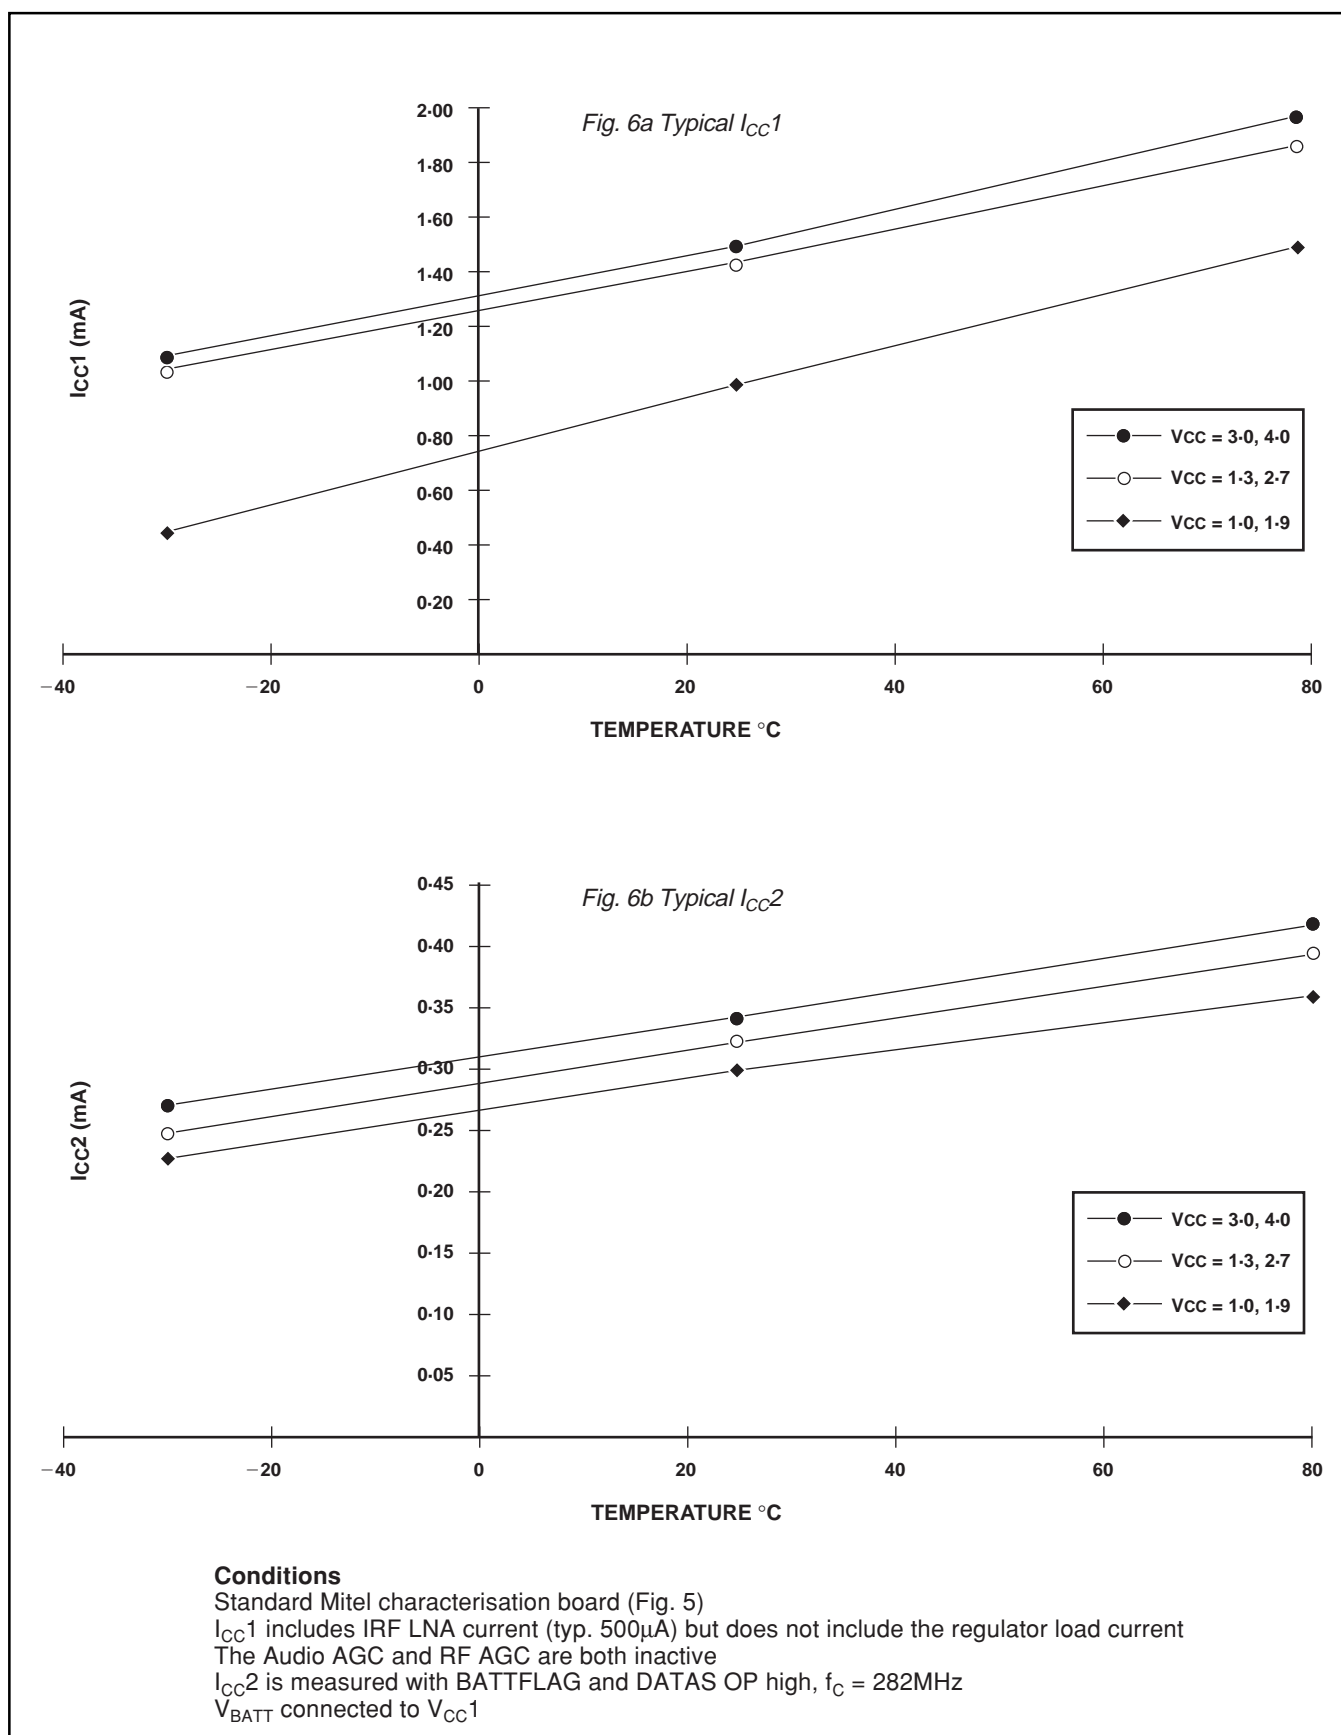 Fig. 6a Typical ICC1
2·00
1·80
1·60
1·40
1·20
1·00
0·80
0·60
0·40
0·20
ICC1 (mA)
VCC = 3·0, 4·0
VCC = 1·3, 2·7
VCC = 1·0, 1·9
−40 −20 0 20 40 60 80
TEMPERATURE °C
Fig. 6b Typical ICC2
0·45
0·40
0·35
0·30
0·25
0·20
0·15
0·10
0·05
ICC2 (mA)
VCC = 3·0, 4·0
VCC = 1·3, 2·7
VCC = 1·0, 1·9
−40 −20 0 20 40 60 80
TEMPERATURE °C
Conditions
Standard Mitel characterisation board (Fig. 5)
ICC1 includes IRF LNA current (typ. 500µA) but does not include the regulator load current
The Audio AGC and RF AGC are both inactive
ICC2 is measured with BATTFLAG and DATAS OP high, fC = 282MHz
VBATT connected to VCC1